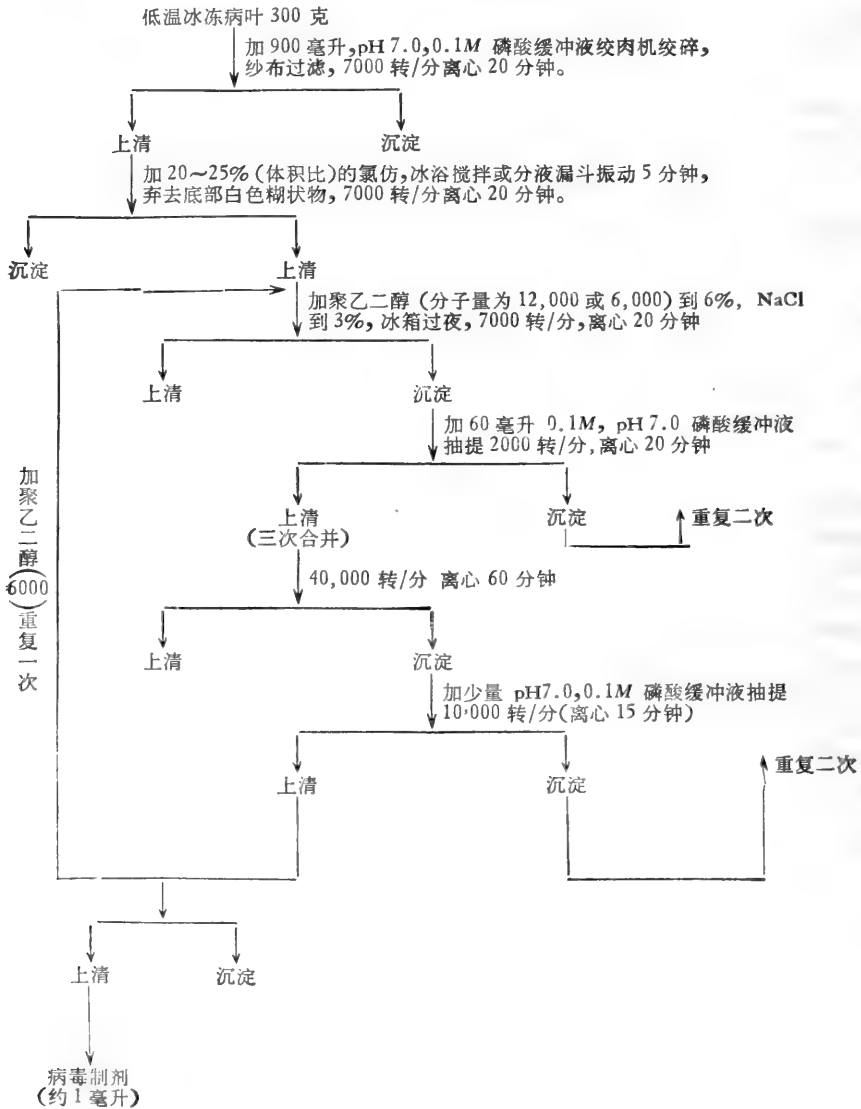 低温冰冻病叶 300 克
加 900 毫升,pH 7.0,0.1M 磷酸缓冲液绞肉机绞碎,
纱布过滤, 7000 转/分离心 20 分钟。
上清
沉淀
加 20~25% (体积比)的氯仿,冰浴搅拌或分液漏斗振动 5 分钟,
弃去底部白色糊状物, 7000 转/分离心 20 分钟。
沉淀
上清
加聚乙二醇 (分子量为 12,000 或 6,000) 到 6%, NaCl
到 3%, 冰箱过夜, 7000 转/分, 离心 20 分钟
上清
沉淀
加 60 毫升 0.1M, pH 7.0 磷酸缓冲液
抽提 2000 转/分, 离心 20 分钟
上清
(三次合并)
沉淀
重复二次
40,000 转/分 离心 60 分钟
上清
沉淀
加少量 pH7.0,0.1M 磷酸缓冲液抽提
10,000 转/分(离心 15 分钟)
上清
沉淀
重复二次
加聚乙二醇(6000)重复一次
上清
沉淀
病毒制剂
(约 1 毫升)